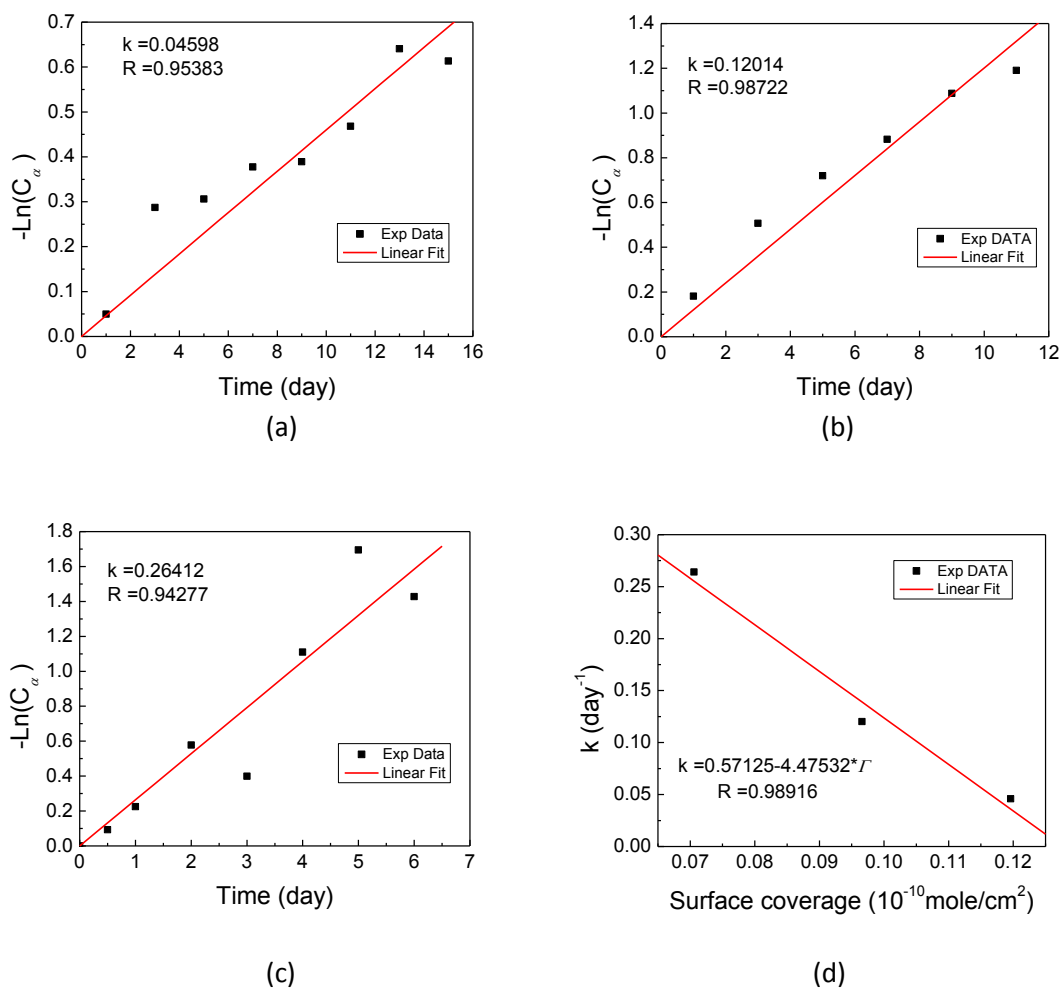 k =0.04598
R =0.95383
-Ln(Cα)
0.7
0.6
0.5
0.4
0.3
0.2
0.1
0.0
Exp Data
Linear Fit
0 2 4 6 8 10 12 14 16
Time (day)
(a)
k =0.12014
R =0.98722
-Ln(Cα)
1.4
1.2
1.0
0.8
0.6
0.4
0.2
0.0
Exp DATA
Linear Fit
0 2 4 6 8 10 12
Time (day)
(b)
k =0.26412
R =0.94277
-Ln(Cα)
1.8
1.6
1.4
1.2
1.0
0.8
0.6
0.4
0.2
0.0
Exp Data
Linear Fit
0 1 2 3 4 5 6 7
Time (day)
(c)
Exp DATA
Linear Fit
k (day⁻¹)
0.30
0.25
0.20
0.15
0.10
0.05
0.00
k =0.57125-4.47532*Γ
R =0.98916
0.07 0.08 0.09 0.10 0.11 0.12
Surface coverage (10⁻¹⁰mole/cm²)
(d)